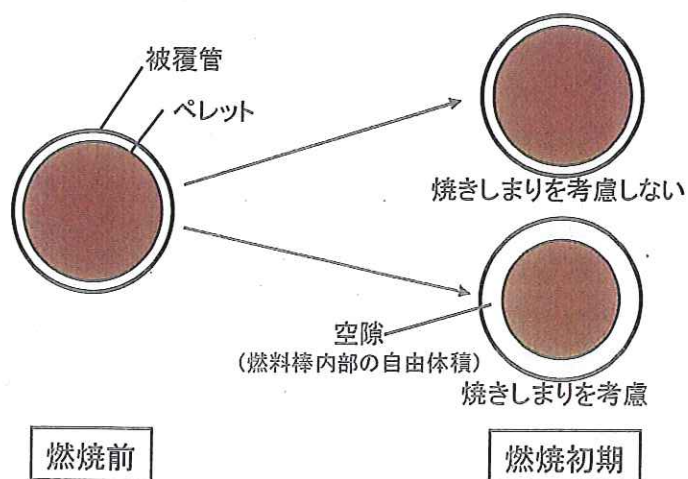 被覆管
ペレット
焼きしまりを考慮しない
空隙
(燃料棒内部の自由体積)
焼きしまりを考慮
燃焼前
燃焼初期